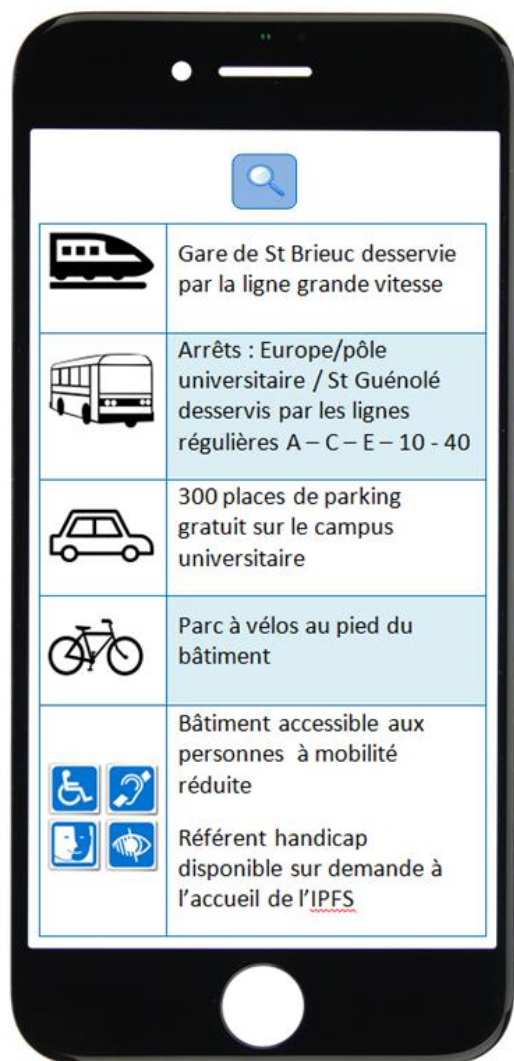 Gare de St Brieuc desservie
par la ligne grande vitesse
Arrêts : Europe/pôle
universitaire / St Guénolé
desservis par les lignes
régulières A – C – E – 10 - 40
300 places de parking
gratuit sur le campus
universitaire
Parc à vélos au pied du
bâtiment
Bâtiment accessible aux
personnes à mobilité
réduite
Référent handicap
disponible sur demande à
l’accueil de l’IPFS